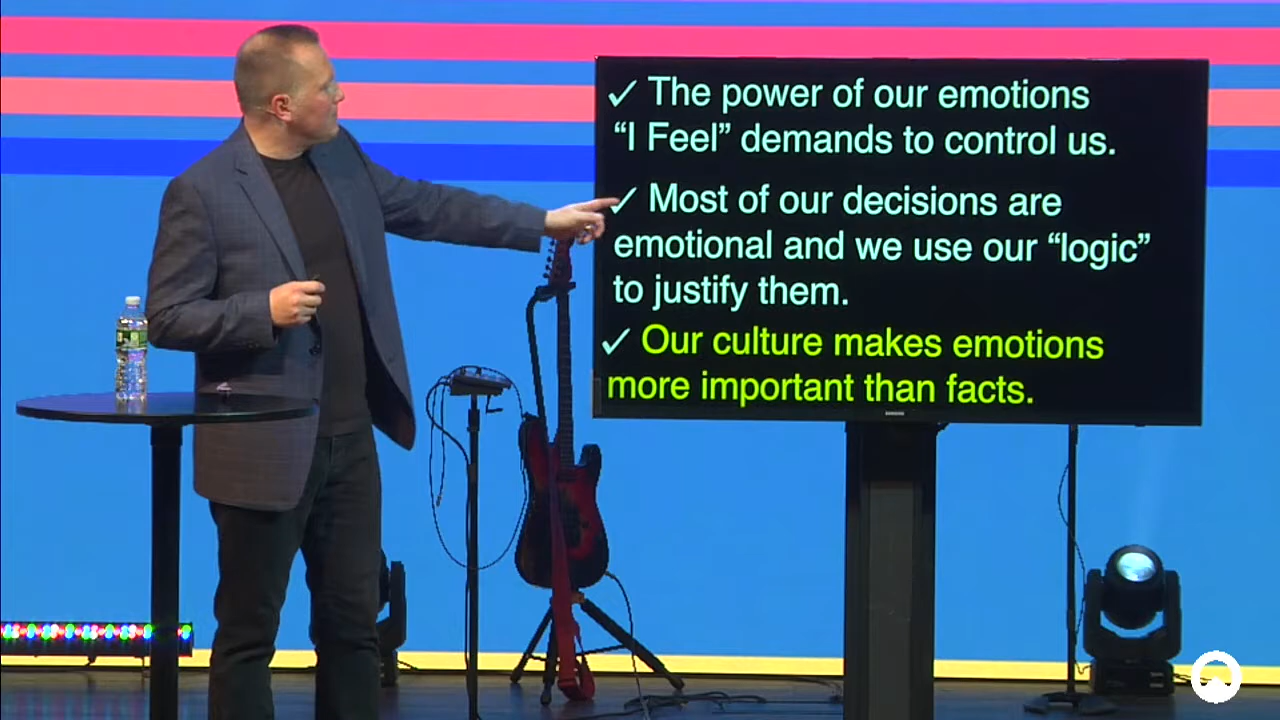 ✓ The power of our emotions
“I Feel” demands to control us.
✓ Most of our decisions are
emotional and we use our “logic”
to justify them.
✓ Our culture makes emotions
more important than facts.